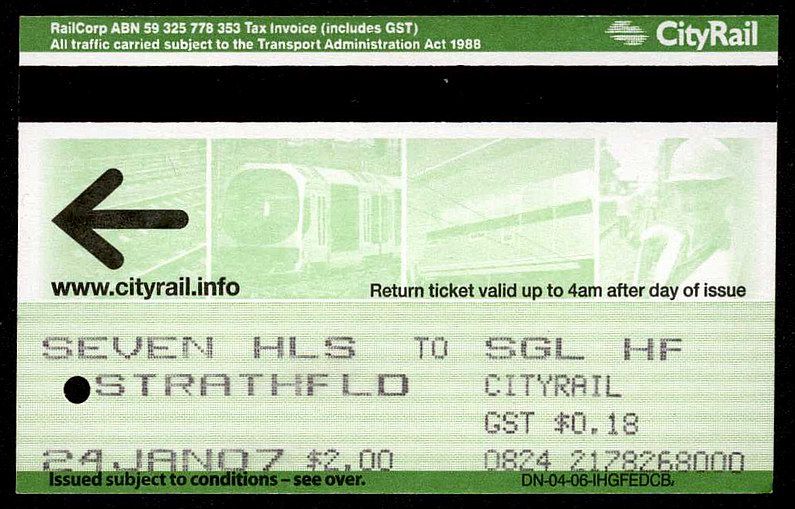 RailCorp ABN 59 325 778 353 Tax Invoice (includes GST)
All traffic carried subject to the Transport Administration Act 1988
CityRail
www.cityrail.info
Return ticket valid up to 4am after day of issue
SEVEN HLS TO SGL HF
STRATHFLD CITYRAIL
GST $0.18
24JAN07 $2.00 0824 2178268000
Issued subject to conditions – see over. DN-04-06-IHGFEDCB